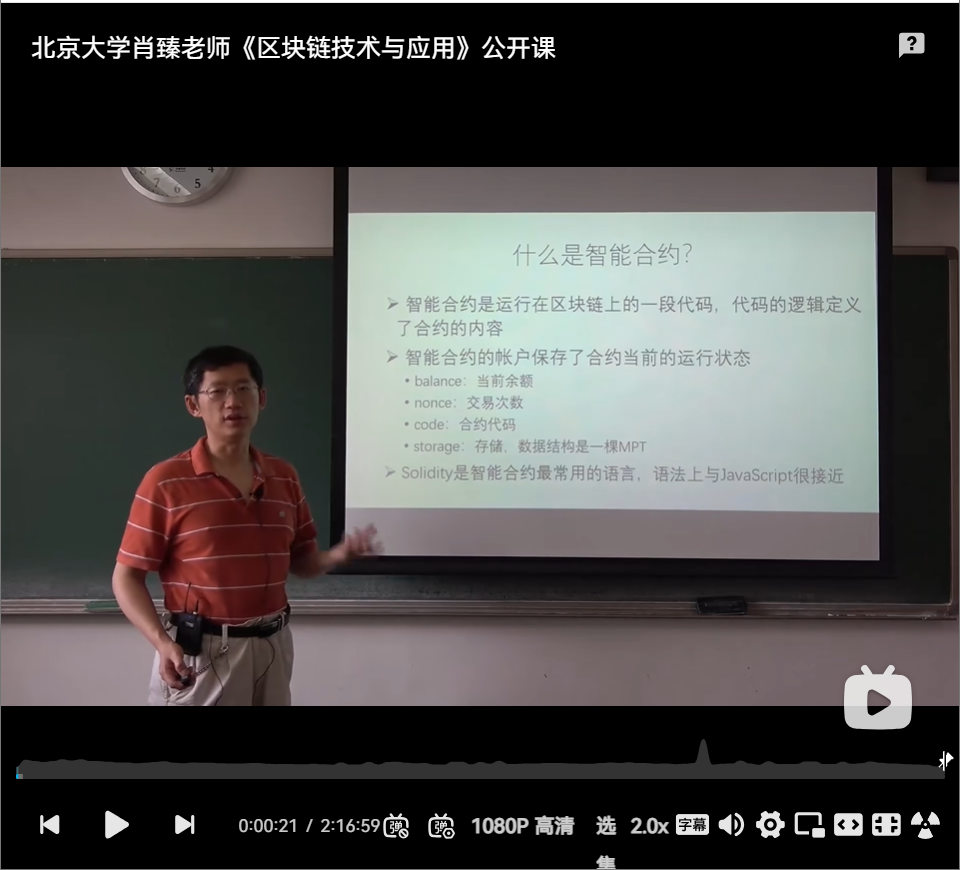 北京大学肖臻老师《区块链技术与应用》公开课
4
7 6 5
什么是智能合约？
➢ 智能合约是运行在区块链上的一段代码，代码的逻辑定义
了合约的内容
➢ 智能合约的帐户保存了合约当前的运行状态
• balance：当前余额
• nonce：交易次数
• code：合约代码
• storage：存储，数据结构是一棵MPT
➢ Solidity是智能合约最常用的语言，语法上与JavaScript很接近
0:00:21 / 2:16:59 弹 弹 1080P 高清 选 2.0x 字幕
集